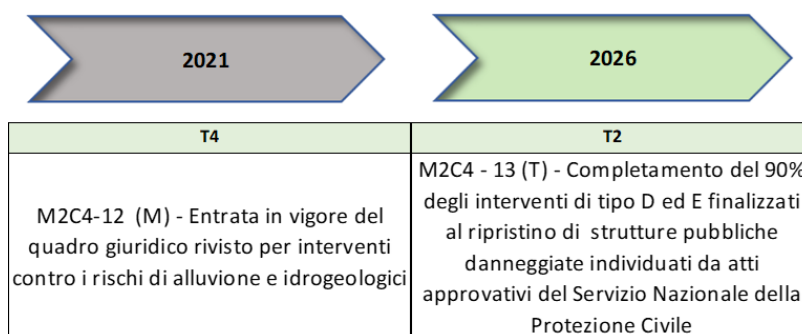 2021
2026
T4
T2
M2C4-12 (M) - Entrata in vigore del
quadro giuridico rivisto per interventi
contro i rischi di alluvione e idrogeologici
M2C4 - 13 (T) - Completamento del 90%
degli interventi di tipo D ed E finalizzati
al ripristino di strutture pubbliche
danneggiate individuati da atti
approvativi del Servizio Nazionale della
Protezione Civile